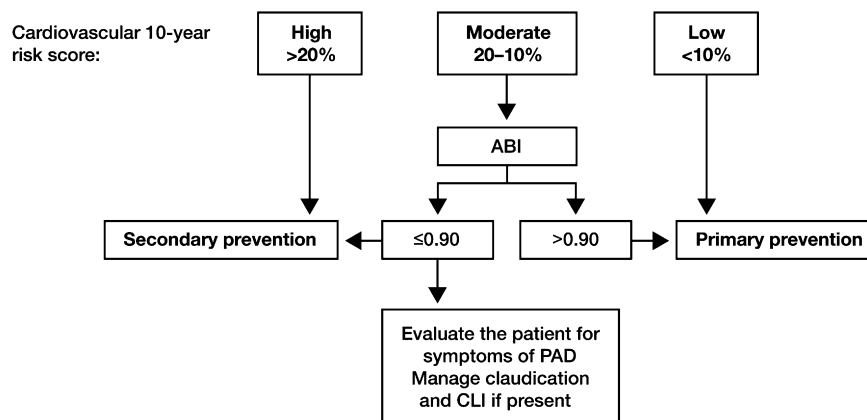 Cardiovascular 10-year
risk score:
High
>20%
Moderate
20–10%
Low
<10%
ABI
Secondary prevention
≤0.90
>0.90
Primary prevention
Evaluate the patient for
symptoms of PAD
Manage claudication
and CLI if present